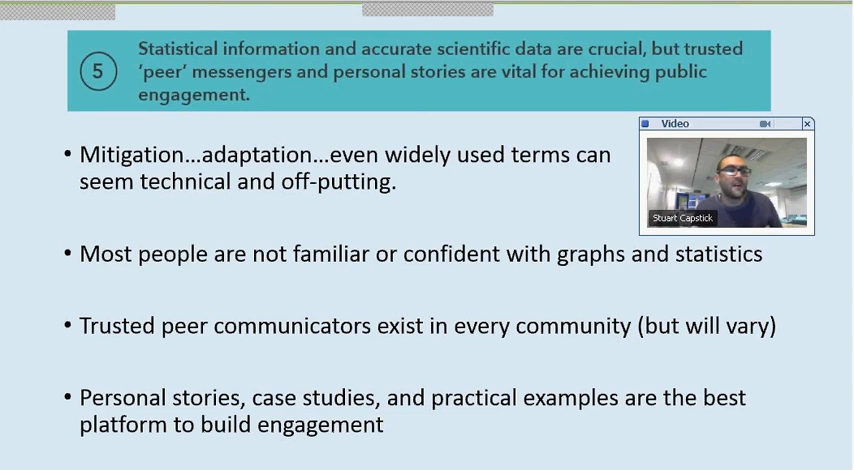 5
Statistical information and accurate scientific data are crucial, but trusted
‘peer’ messengers and personal stories are vital for achieving public
engagement.
Video
• Mitigation...adaptation...even widely used terms can
seem technical and off-putting.
Stuart Capstick
• Most people are not familiar or confident with graphs and statistics
• Trusted peer communicators exist in every community (but will vary)
• Personal stories, case studies, and practical examples are the best
platform to build engagement